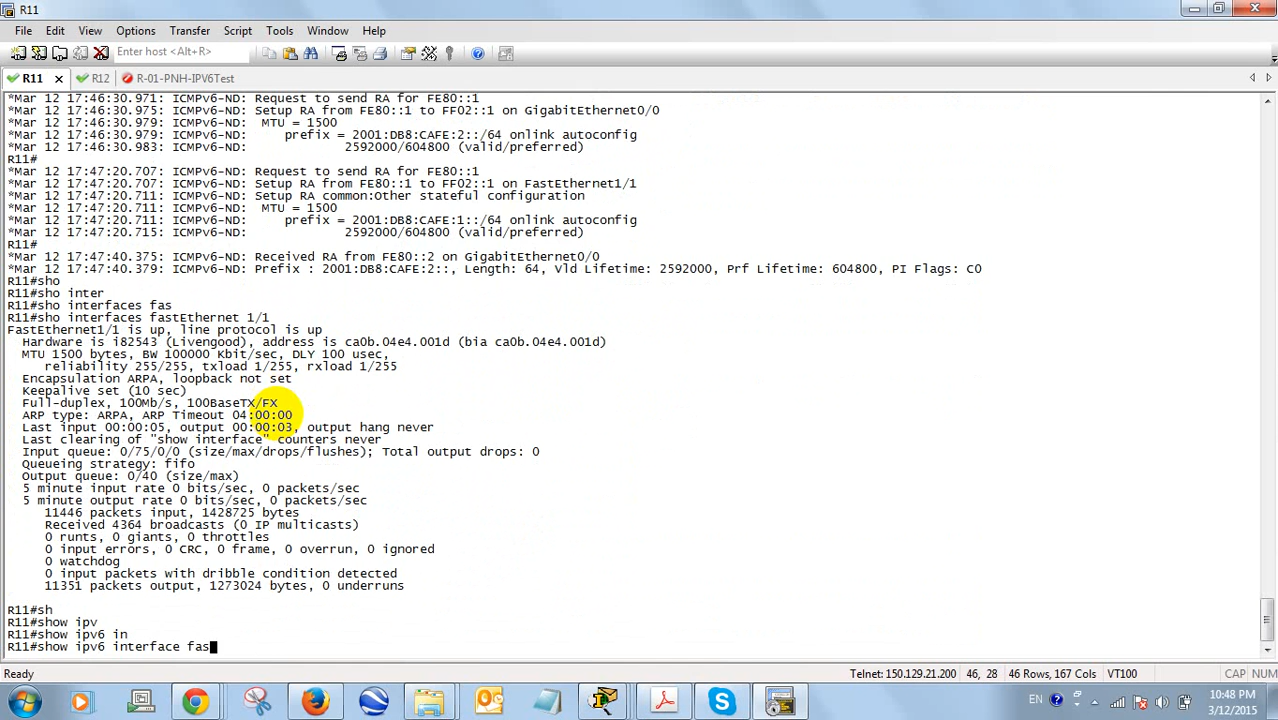 R11
File Edit View Options Transfer Script Tools Window Help
Enter host <Alt+R>
R11 R12 R-01-PNH-IPV6Test
*Mar 12 17:46:30.971: ICMPv6-ND: Request to send RA for FE80::1
*Mar 12 17:46:30.975: ICMPv6-ND: Setup RA from FE80::1 to FF02::1 on GigabitEthernet0/0
*Mar 12 17:46:30.979: ICMPv6-ND: MTU = 1500
*Mar 12 17:46:30.979: ICMPv6-ND: prefix = 2001:DB8:CAFE:2::/64 onlink autoconfig
*Mar 12 17:46:30.983: ICMPv6-ND: 2592000/604800 (valid/preferred)
R11#
*Mar 12 17:47:20.707: ICMPv6-ND: Request to send RA for FE80::1
*Mar 12 17:47:20.707: ICMPv6-ND: Setup RA from FE80::1 to FF02::1 on FastEthernet1/1
*Mar 12 17:47:20.711: ICMPv6-ND: Setup RA common:Other stateful configuration
*Mar 12 17:47:20.711: ICMPv6-ND: MTU = 1500
*Mar 12 17:47:20.711: ICMPv6-ND: prefix = 2001:DB8:CAFE:1::/64 onlink autoconfig
*Mar 12 17:47:20.715: ICMPv6-ND: 2592000/604800 (valid/preferred)
R11#
*Mar 12 17:47:40.375: ICMPv6-ND: Received RA from FE80::2 on GigabitEthernet0/0
*Mar 12 17:47:40.379: ICMPv6-ND: Prefix : 2001:DB8:CAFE:2::, Length: 64, Vld Lifetime: 2592000, Prf Lifetime: 604800, PI Flags: C0
R11#sho
R11#sho inter
R11#sho interfaces fas
R11#sho interfaces fastEthernet 1/1
FastEthernet1/1 is up, line protocol is up
Hardware is i82543 (Livengood), address is ca0b.04e4.001d (bia ca0b.04e4.001d)
MTU 1500 bytes, BW 100000 Kbit/sec, DLY 100 usec,
reliability 255/255, txload 1/255, rxload 1/255
Encapsulation ARPA, loopback not set
Keepalive set (10 sec)
Full-duplex, 100Mb/s, 100BaseTX/FX
ARP type: ARPA, ARP Timeout 04:00:00
Last input 00:00:05, output 00:00:03, output hang never
Last clearing of "show interface" counters never
Input queue: 0/75/0/0 (size/max/drops/flushes); Total output drops: 0
Queueing strategy: fifo
Output queue: 0/40 (size/max)
5 minute input rate 0 bits/sec, 0 packets/sec
5 minute output rate 0 bits/sec, 0 packets/sec
11446 packets input, 1428725 bytes
Received 4364 broadcasts (0 IP multicasts)
0 runts, 0 giants, 0 throttles
0 input errors, 0 CRC, 0 frame, 0 overrun, 0 ignored
0 watchdog
0 input packets with dribble condition detected
11351 packets output, 1273024 bytes, 0 underruns
R11#sh
R11#show ipv
R11#show ipv6 in
R11#show ipv6 interface fas
Ready Telnet: 150.129.21.200 46, 28 46 Rows, 167 Cols VT100 CAP NUM
EN 10:48 PM
3/12/2015